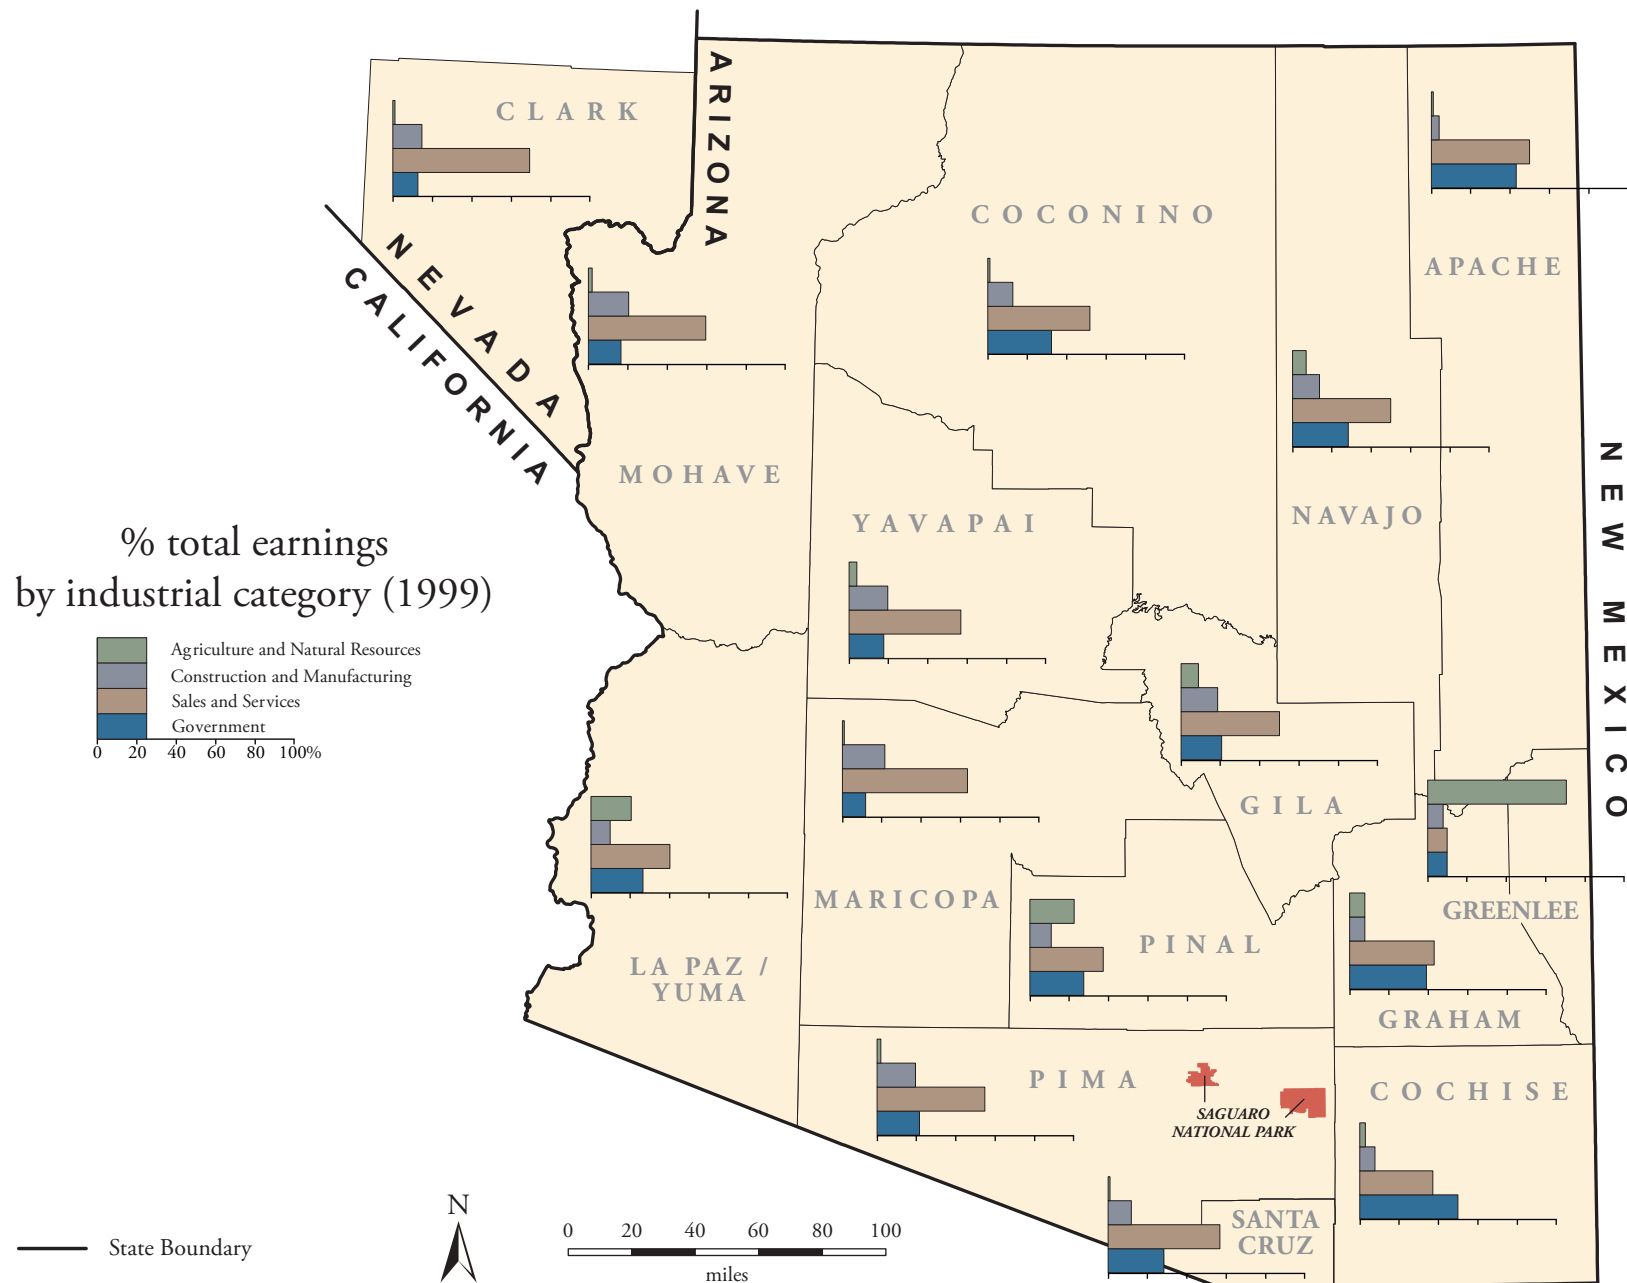 ARIZONA
CLARK
COCONINO
APACHE
NEVADA
CALIFORNIA
MOHAVE
YAVAPAI
NAVAJO
NEW MEXICO
% total earnings
by industrial category (1999)
Agriculture and Natural Resources
Construction and Manufacturing
Sales and Services
Government
0 20 40 60 80 100%
GILA
MARICOPA
PINAL
GREENLEE
LA PAZ /
YUMA
GRAHAM
PIMA
COCHISE
SAGUARO
NATIONAL PARK
SANTA
CRUZ
State Boundary
N
0 20 40 60 80 100
miles